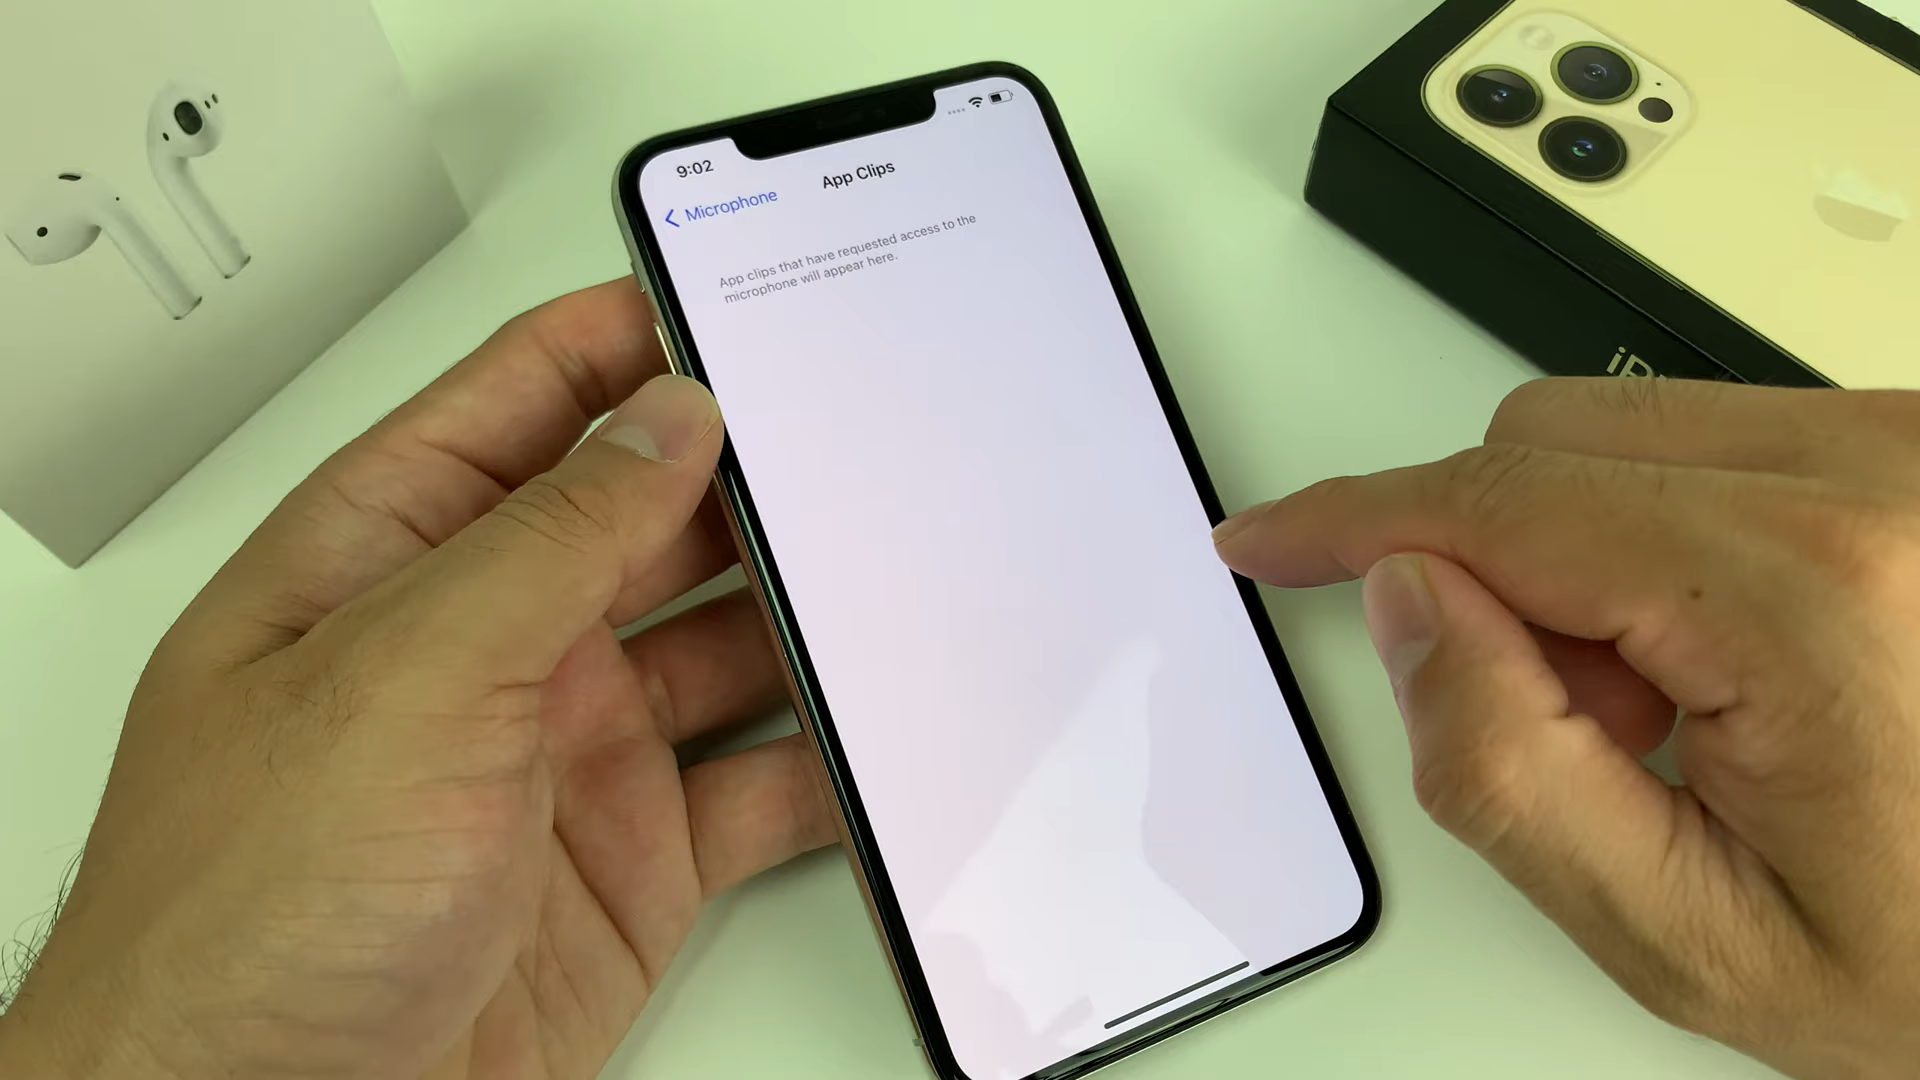 9:02
Microphone
App Clips
App clips that have requested access to the
microphone will appear here.